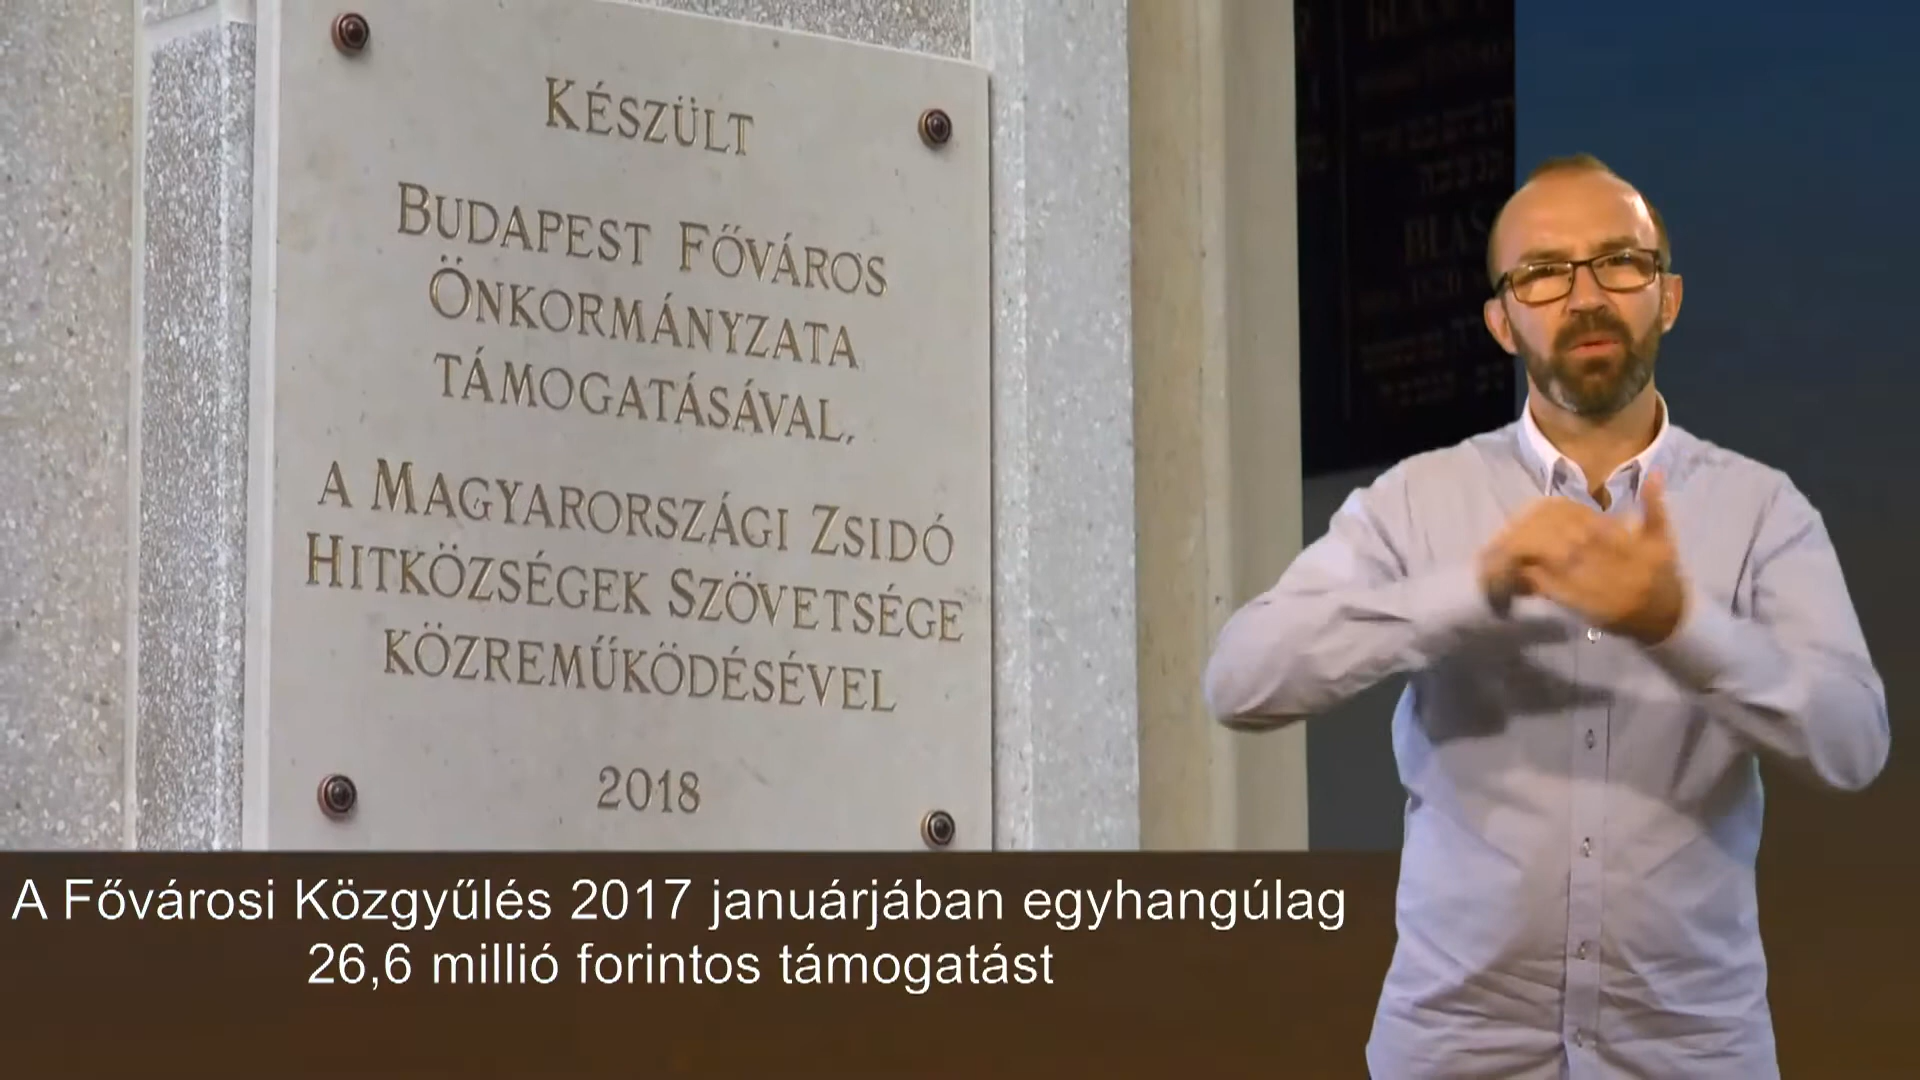 KÉSZÜLT
BUDAPEST FŐVÁROS
ÖNKORMÁNYZATA
TÁMOGATÁSÁVAL,
A MAGYARORSZÁGI ZSIDÓ
HITKÖZSÉGEK SZÖVETSÉGE
KÖZREMŰKÖDÉSÉVEL
2018
A Fővárosi Közgyűlés 2017 januárjában egyhangúlag
26,6 millió forintos támogatást